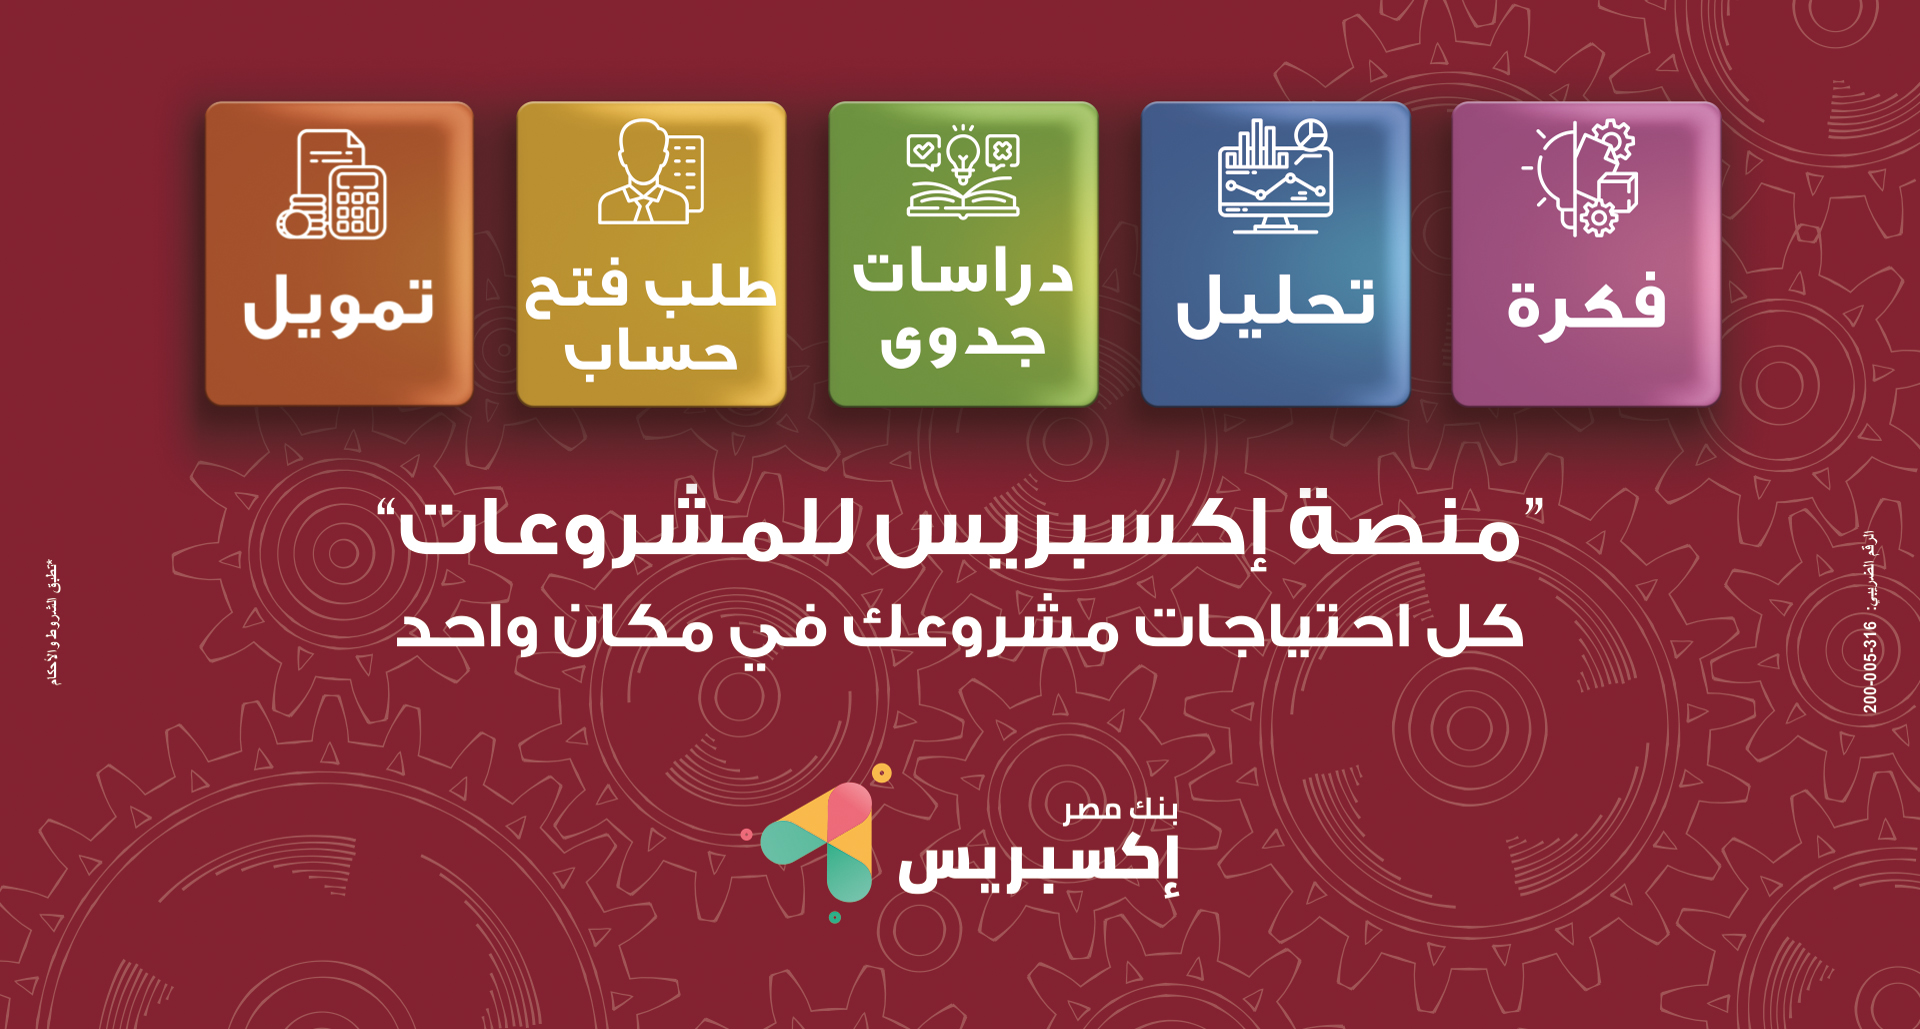 فكرة
تحليل
دراسات
جدوى
طلب فتح
حساب
تمويل
”منصة إكسبريس للمشروعات“
كل احتياجات مشروعك في مكان واحد
بنك مصر
إكسبريس
الرقم الضريبي: 316-005-200
*تطبق الشروط والأحكام